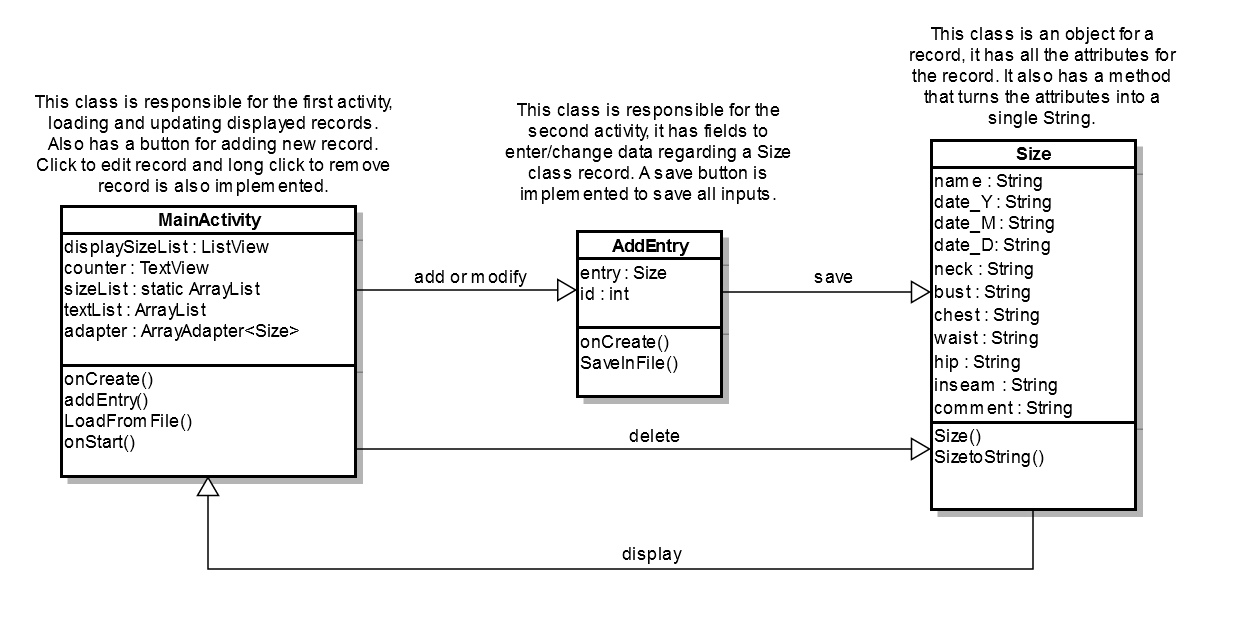 This class is responsible for the first activity,
loading and updating displayed records.
Also has a button for adding new record.
Click to edit record and long click to remove
record is also implemented.
MainActivity
displaySizeList : ListView
counter : TextView
sizeList : static ArrayList
textList : ArrayList
adapter : ArrayAdapter<Size>
onCreate()
addEntry()
LoadFromFile()
onStart()
add or modify
This class is responsible for the
second activity, it has fields to
enter/change data regarding a Size
class record. A save button is
implemented to save all inputs.
AddEntry
entry : Size
id : int
onCreate()
SaveInFile()
save
delete
This class is an object for a
record, it has all the attributes for
the record. It also has a method
that turns the attributes into a
single String.
Size
name : String
date_Y : String
date_M : String
date_D: String
neck : String
bust : String
chest : String
waist : String
hip : String
inseam : String
comment : String
Size()
SizetoString()
display